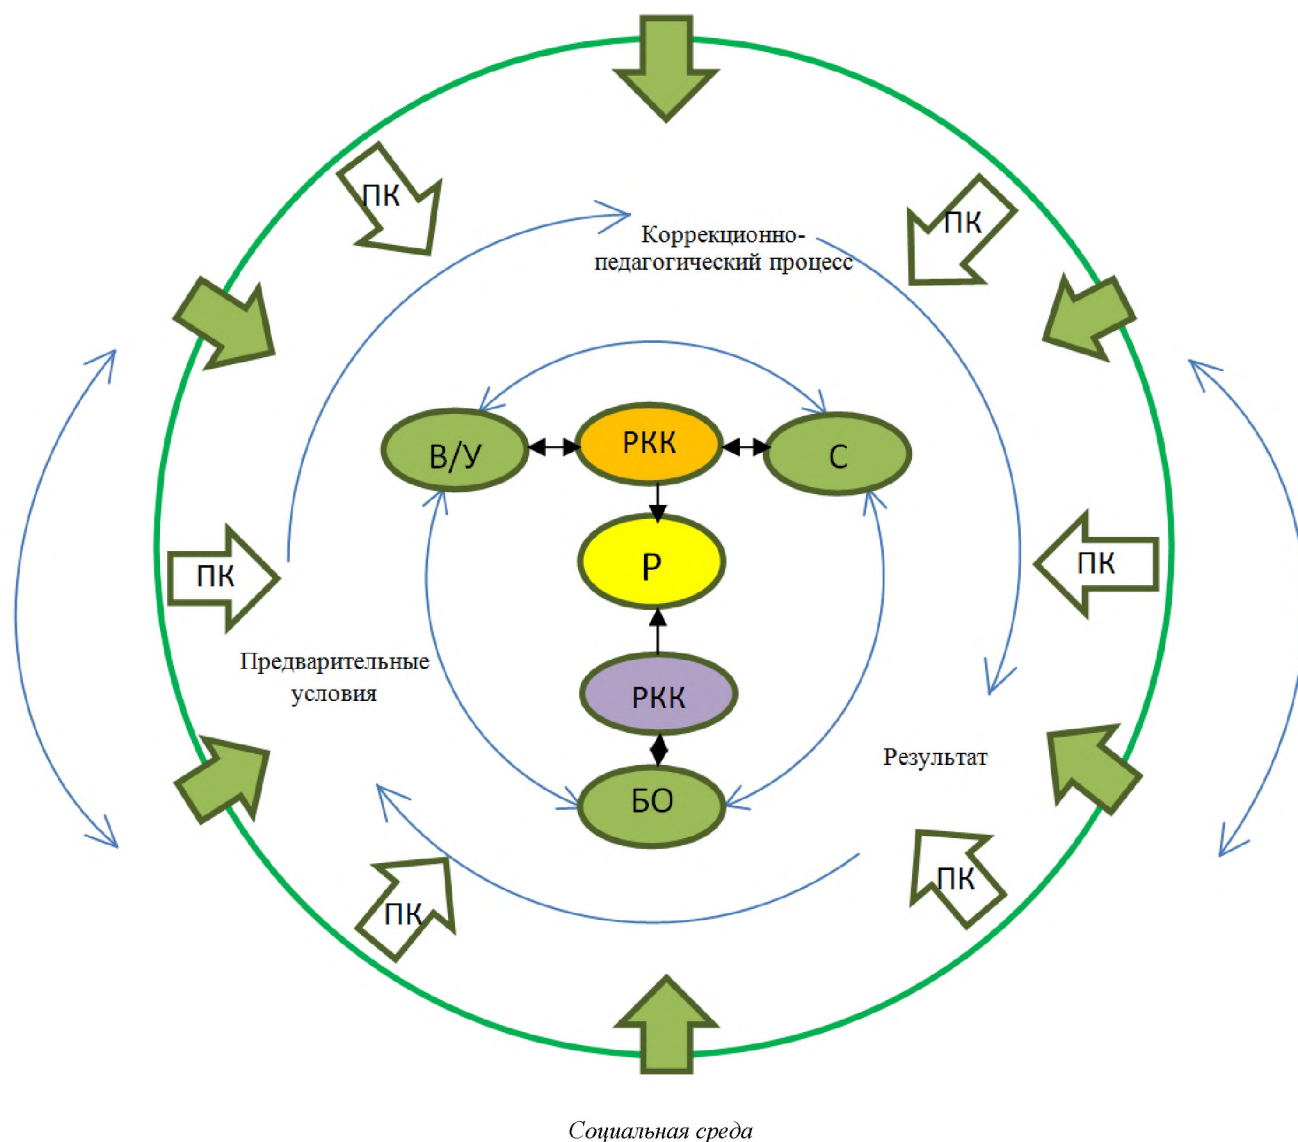 ПК
ПК
Коррекционно-
педагогический процесс
В/У
РКК
С
Р
ПК
ПК
Предварительные
условия
РКК
Результат
БО
ПК
ПК
Социальная среда